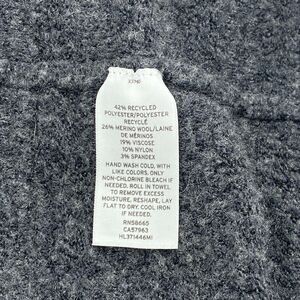 42% RECYCLED
POLYESTER/POLYESTER
RECYCLÉ
26% MERINO WOOL/LAINE
DE MÉRINOS
19% VISCOSE
10% NYLON
3% SPANDEX
HAND WASH COLD, WITH
LIKE COLORS. ONLY
NON-CHLORINE BLEACH IF
NEEDED. ROLL IN TOWEL
TO REMOVE EXCESS
MOISTURE, RESHAPE, LAY
FLAT TO DRY. COOL IRON
IF NEEDED.
RN58665
CA57963
HL371446MI